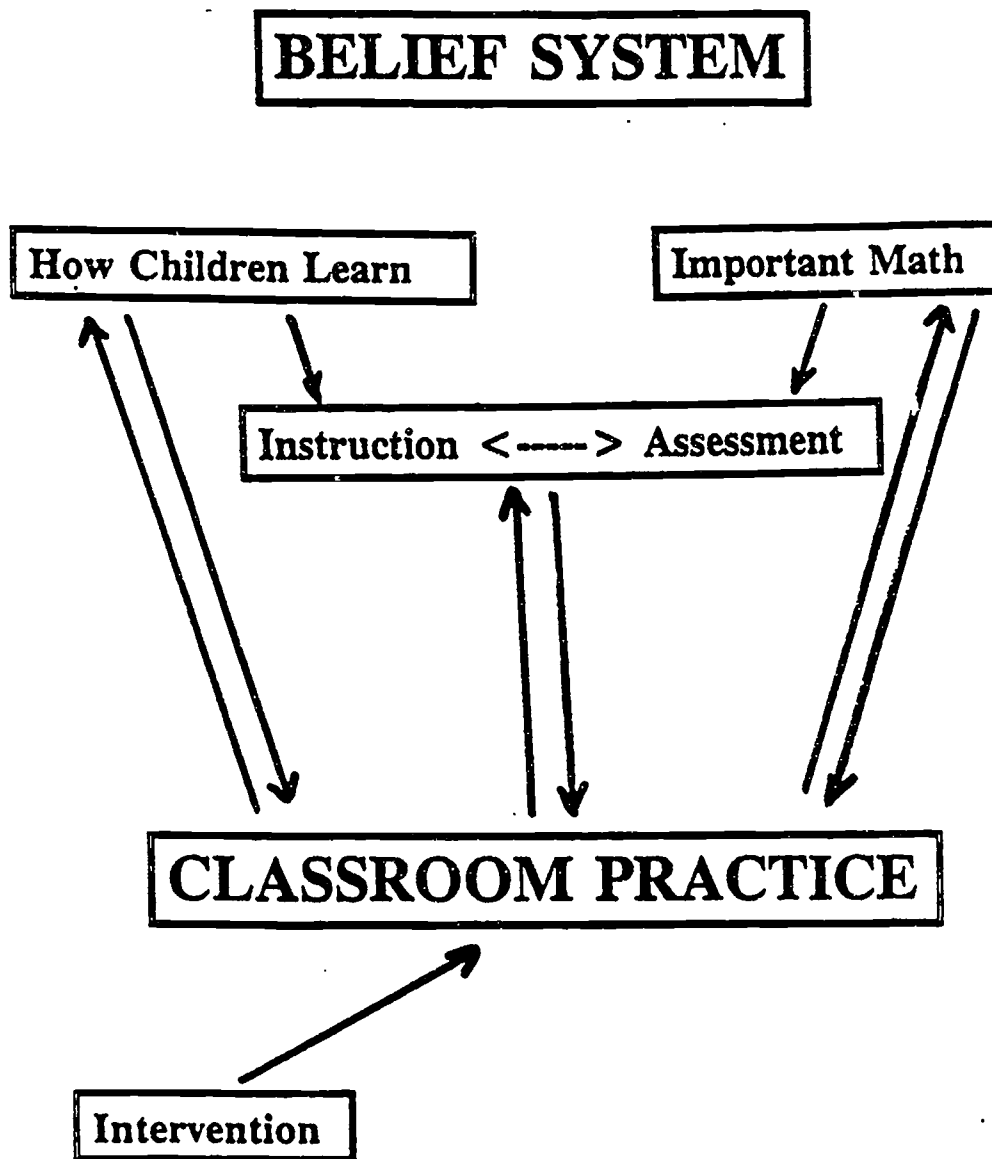 BELIEF SYSTEM
How Children Learn
Important Math
Instruction <-----> Assessment
CLASSROOM PRACTICE
Intervention